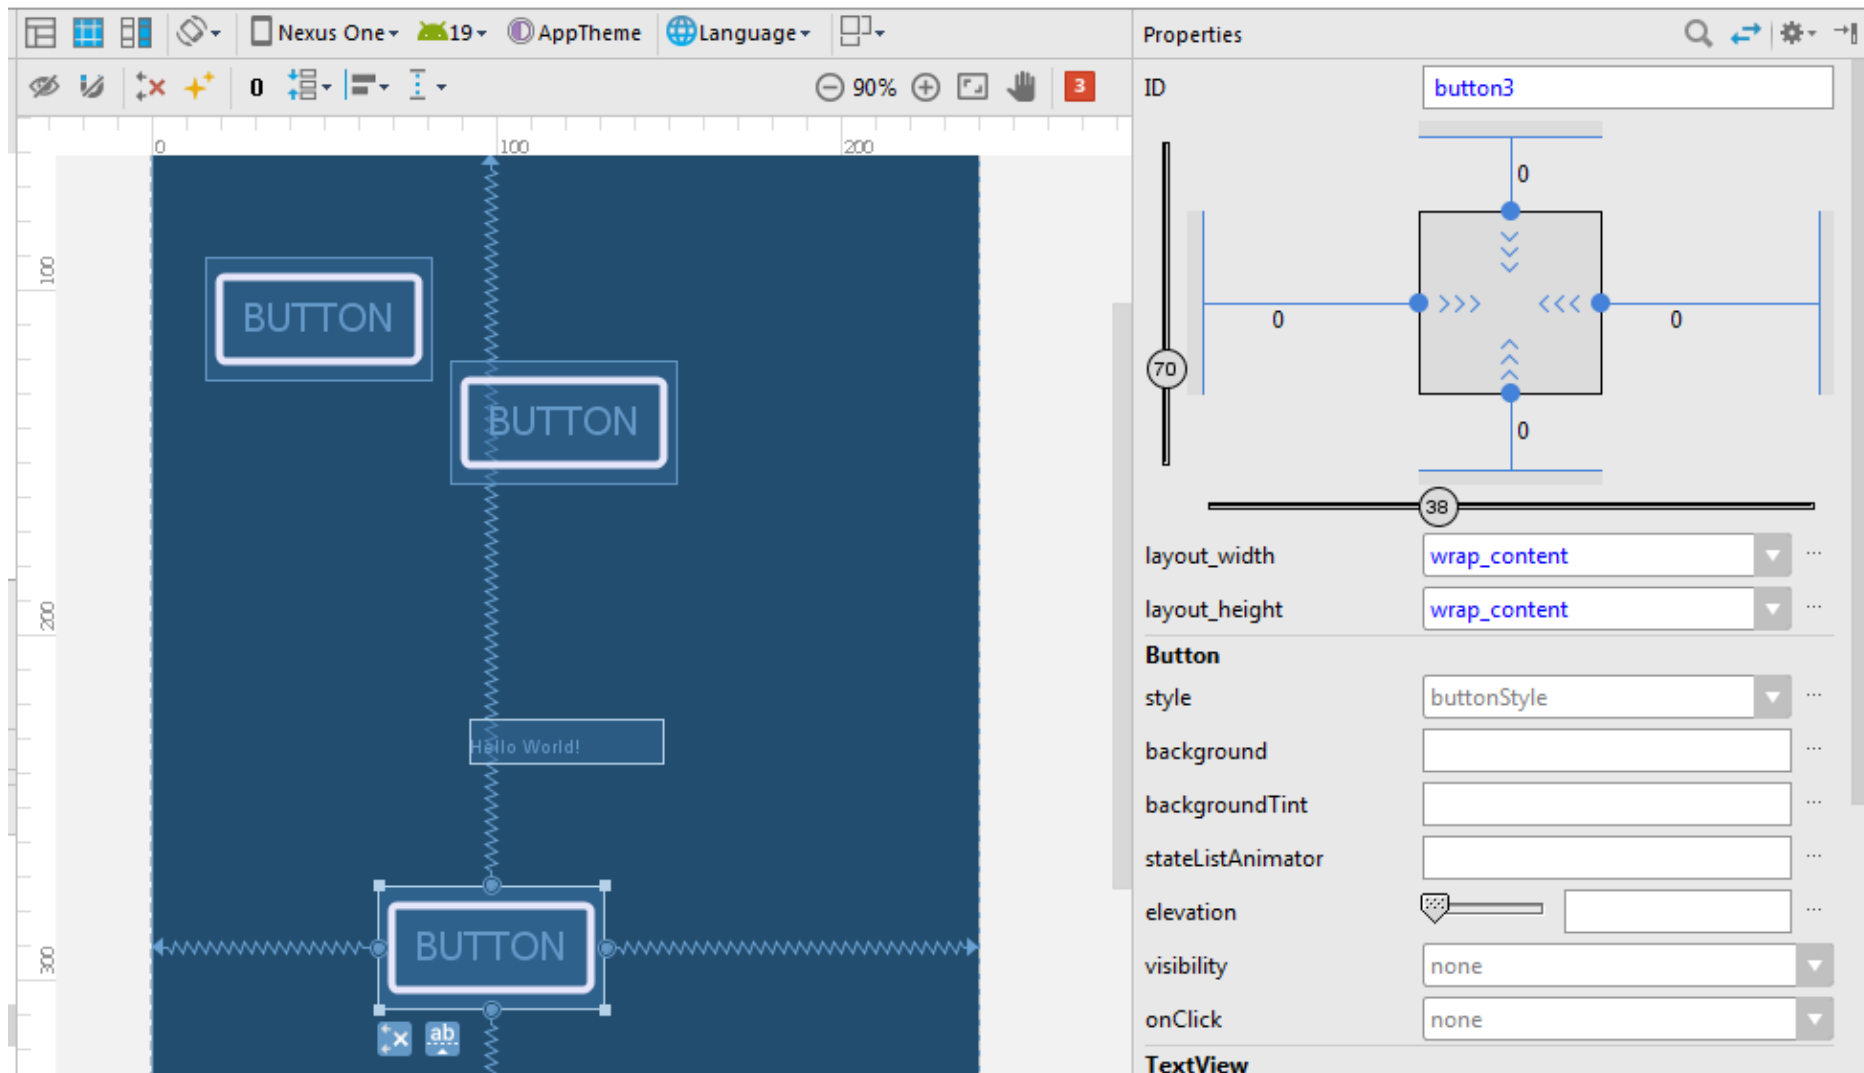 Nexus One
19
AppTheme
Language
Properties
0
90%
3
ID
button3
0
100
200
100
200
300
BUTTON
BUTTON
Hello World!
BUTTON
ab
0
0
0
0
70
38
layout_width
wrap_content
...
layout_height
wrap_content
...
Button
style
buttonStyle
...
background
...
backgroundTint
...
stateListAnimator
...
elevation
...
visibility
none
onClick
none
TextView